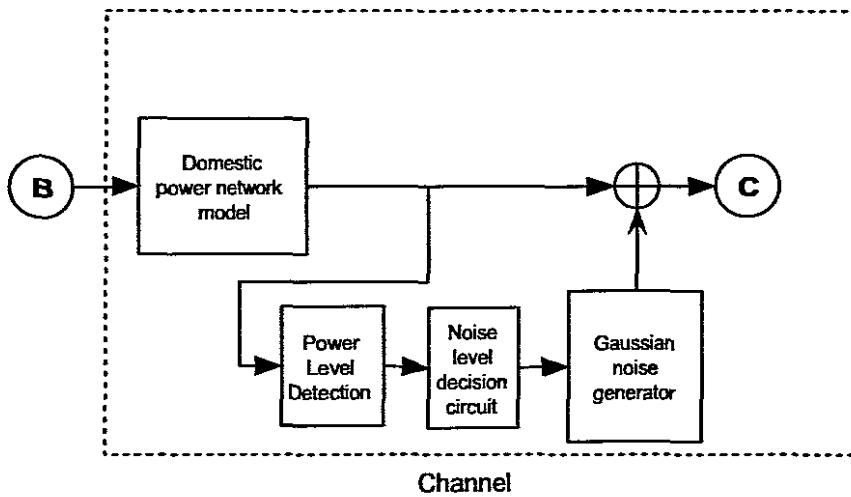 B
Domestic
power network
model
C
Power
Level
Detection
Noise
level
decision
circuit
Gaussian
noise
generator
Channel